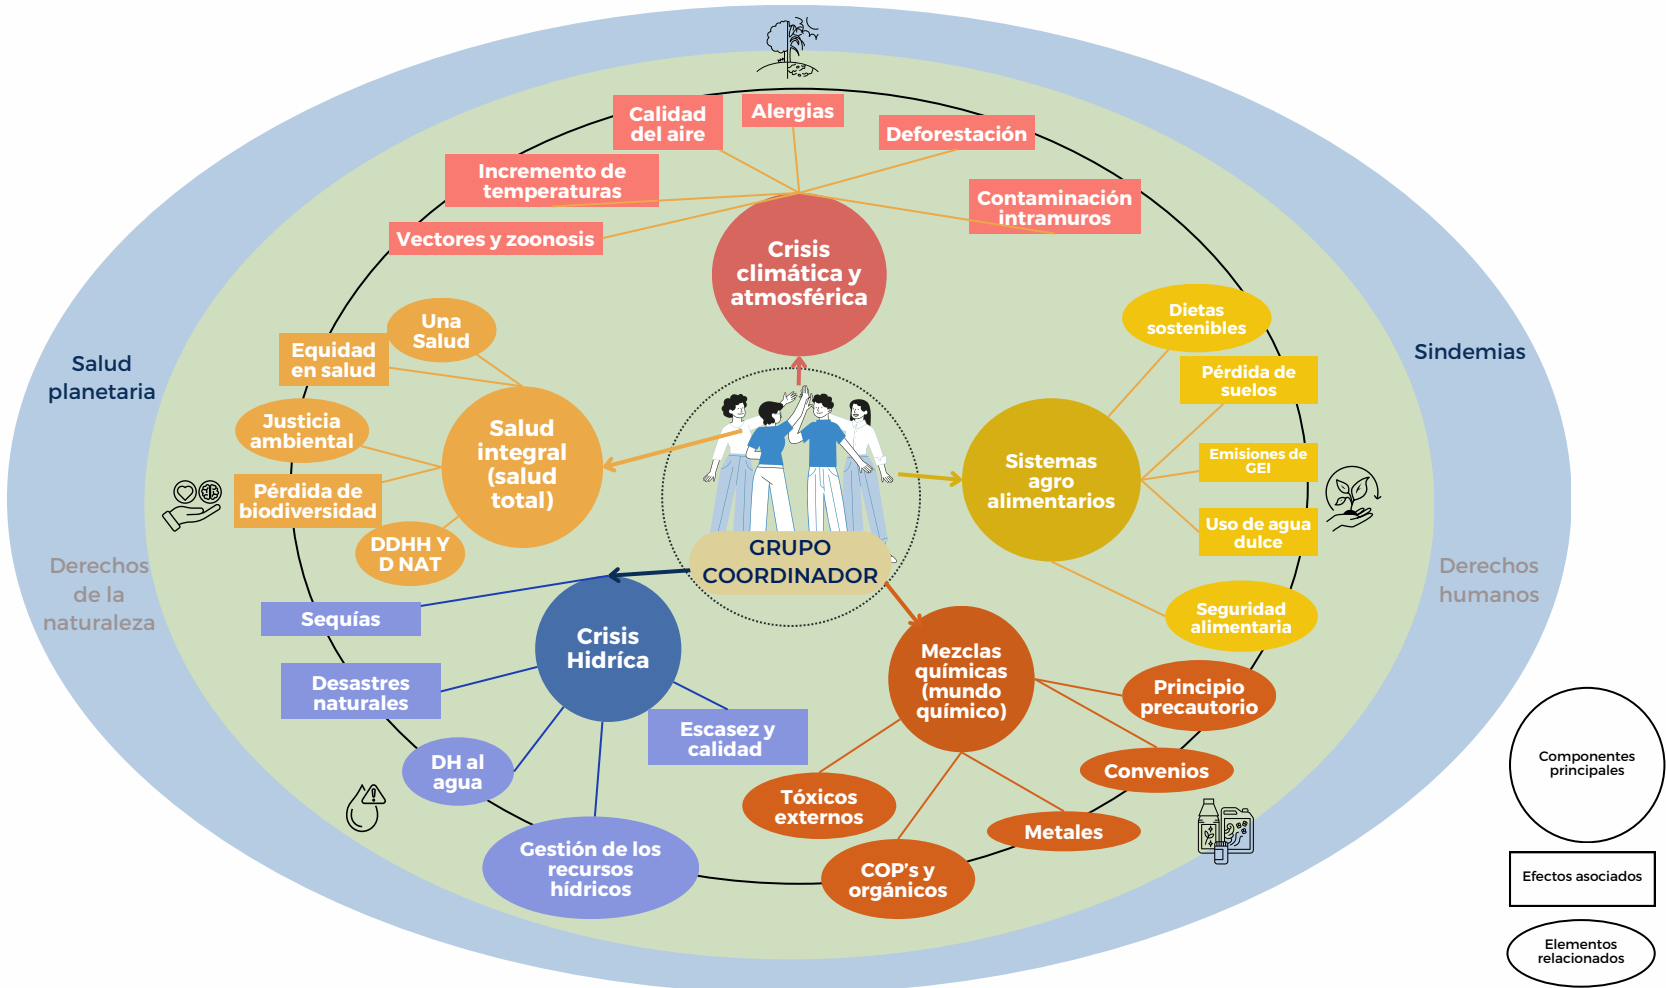 Calidad
del aire
Alergias
Deforestación
Incremento de
temperaturas
Contaminación
intramuros
Vectores y zoonosis
Crisis
climática y
atmosférica
Una
Salud
Equidad
en salud
Justicia
ambiental
Pérdida de
biodiversidad
DDHH Y
D NAT
Salud
integral
(salud
total)
Dietas
sostenibles
Pérdida de
suelos
Emisiones de
GEI
Uso de agua
dulce
Seguridad
alimentaria
Sistemas
agro
alimentarios
Salud
planetaria
Sindemias
Derechos
de la
naturaleza
Derechos
humanos
GRUPO
COORDINADOR
Sequías
Desastres
naturales
DH al
agua
Gestión de los
recursos
hídricos
Escasez y
calidad
Crisis
Hidríca
Mezclas
químicas
(mundo
químico)
Principio
precautorio
Convenios
Metales
COP's y
orgánicos
Tóxicos
externos
Componentes
principales
Efectos asociados
Elementos
relacionados